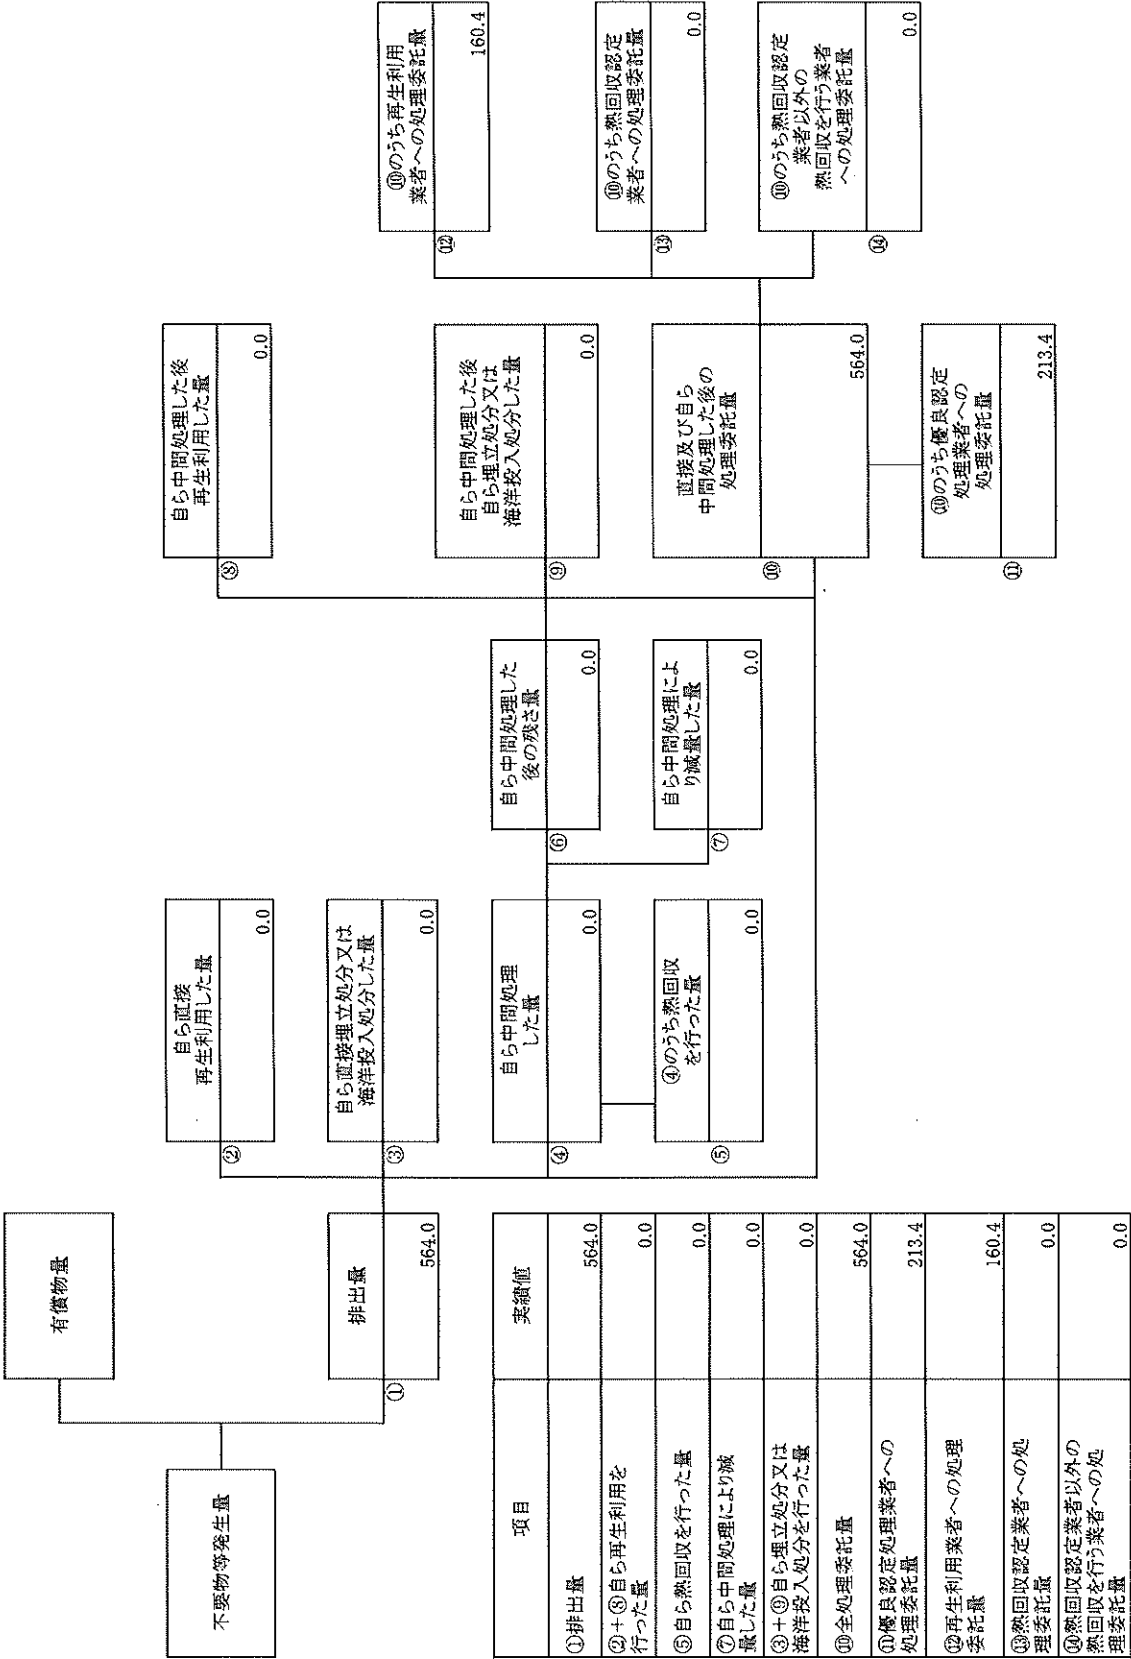 不要物等発生量
有償物量
①
排出量
564.0
②
自ら直接
再生利用した量
0.0
③
自ら直接埋立処分又は
海洋投入処分した量
0.0
④
自ら中間処理
した量
0.0
⑤
④のうち熱回収
を行った量
0.0
⑥
自ら中間処理した
後の残さ量
0.0
⑦
自ら中間処理によ
り減量した量
0.0
⑧
自ら中間処理した後
再生利用した量
0.0
⑨
自ら中間処理した後
自ら埋立処分又は
海洋投入処分した量
0.0
⑩
直接及び自ら
中間処理した後の
処理委託量
564.0
⑪
⑩のうち優良認定
処理業者への
処理委託量
213.4
⑫
⑩のうち再生利用
業者への処理委託量
160.4
⑬
⑩のうち熱回収認定
業者への処理委託量
0.0
⑭
⑩のうち熱回収認定
業者以外の
熱回収を行う業者
への処理委託量
0.0
項目
実績値
①排出量
564.0
②+⑧自ら再生利用を
行った量
0.0
⑤自ら熱回収を行った量
0.0
⑦自ら中間処理により減
量した量
0.0
③+⑨自ら埋立処分又は
海洋投入処分を行った量
0.0
⑩全処理委託量
564.0
⑪優良認定処理業者への
処理委託量
213.4
⑫再生利用業者への処理
委託量
160.4
⑬熱回収認定業者への処
理委託量
0.0
⑭熱回収認定業者以外の
熱回収を行う業者への処
理委託量
0.0